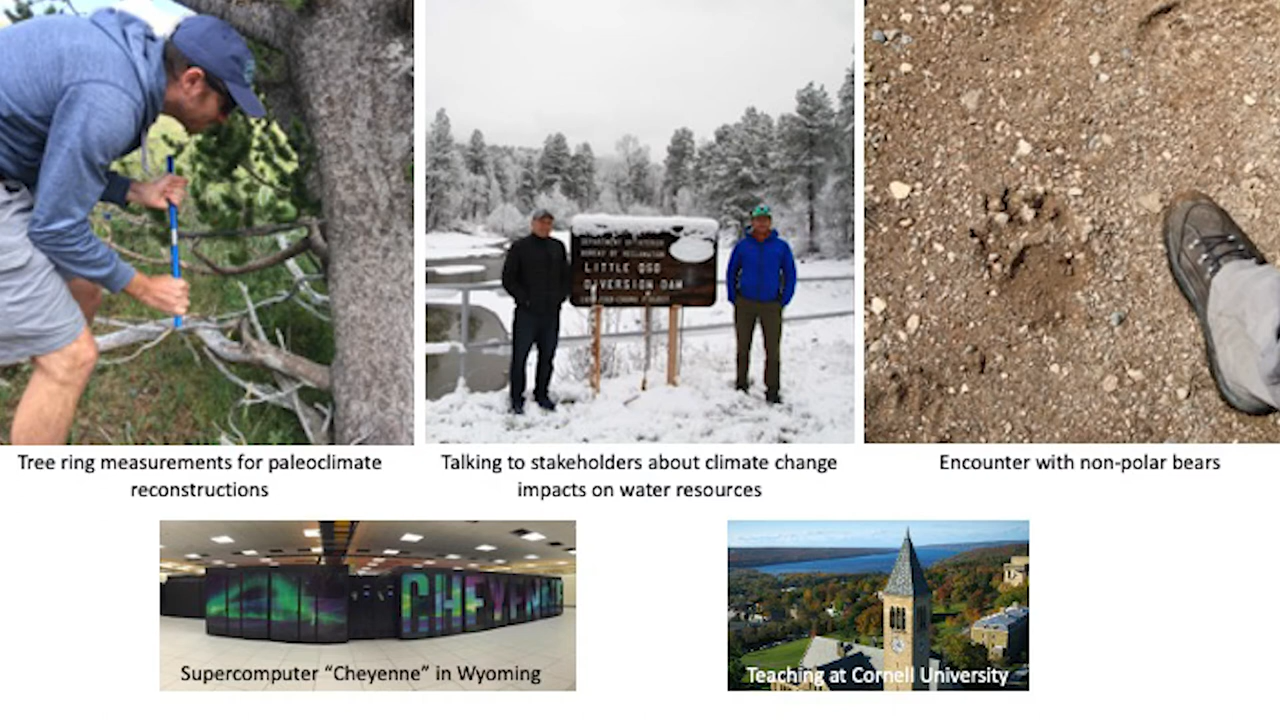 DEPARTMENT OF INTERIOR
BUREAU OF RECLAMATION
LITTLE OSO
DIVERSION DAM
Tree ring measurements for paleoclimate
reconstructions
Talking to stakeholders about climate change
impacts on water resources
Encounter with non-polar bears
CHEYENNE
Supercomputer “Cheyenne” in Wyoming
Teaching at Cornell University